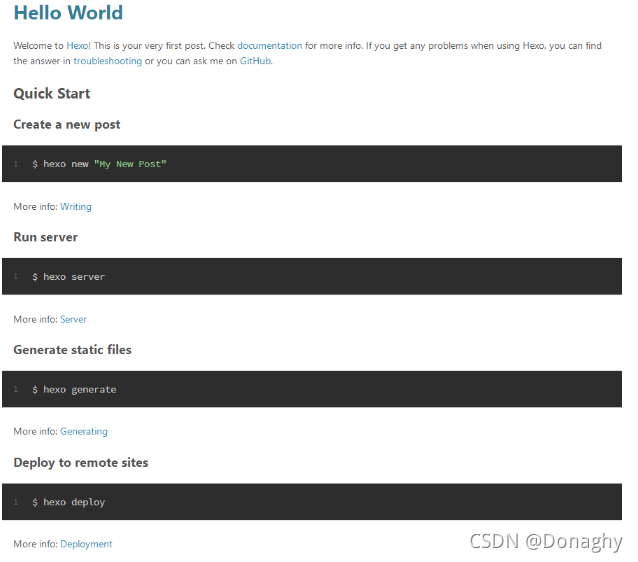 Hello World
Welcome to Hexo! This is your very first post. Check documentation for more info. If you get any problems when using Hexo, you can find
the answer in troubleshooting or you can ask me on GitHub.
Quick Start
Create a new post
1 $ hexo new "My New Post"
More info: Writing
Run server
1 $ hexo server
More info: Server
Generate static files
1 $ hexo generate
More info: Generating
Deploy to remote sites
1 $ hexo deploy
More info: Deployment
CSDN @Donaghy